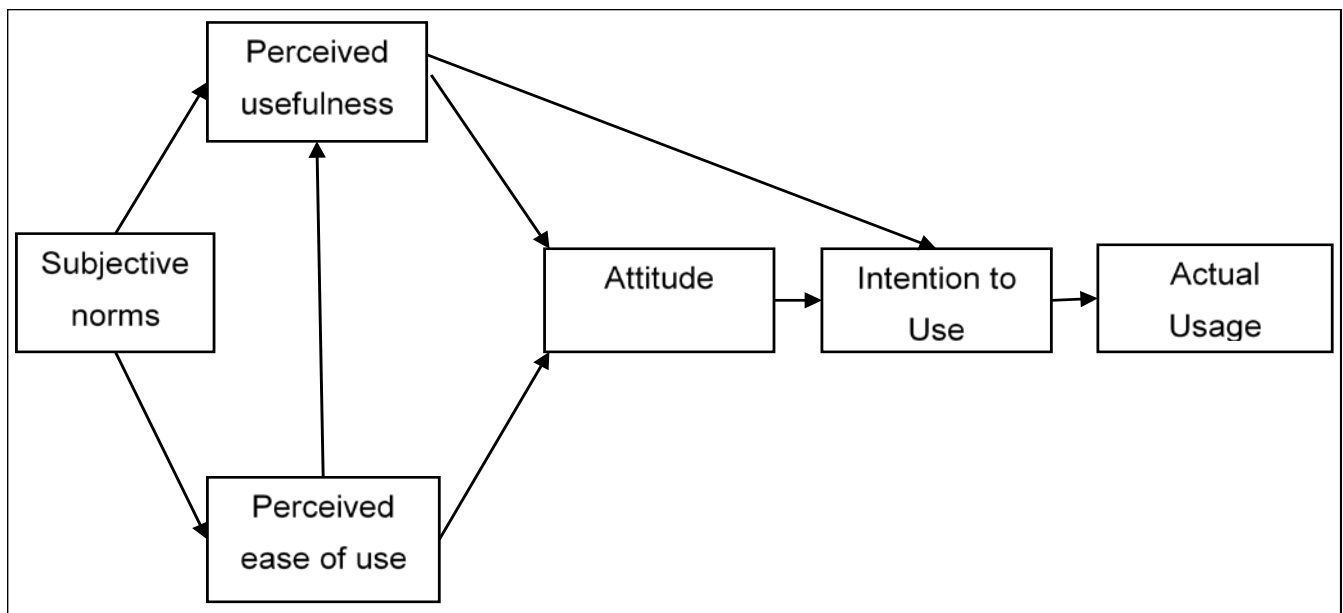 Perceived
usefulness
Subjective
norms
Attitude
Intention to
Use
Actual
Usage
Perceived
ease of use